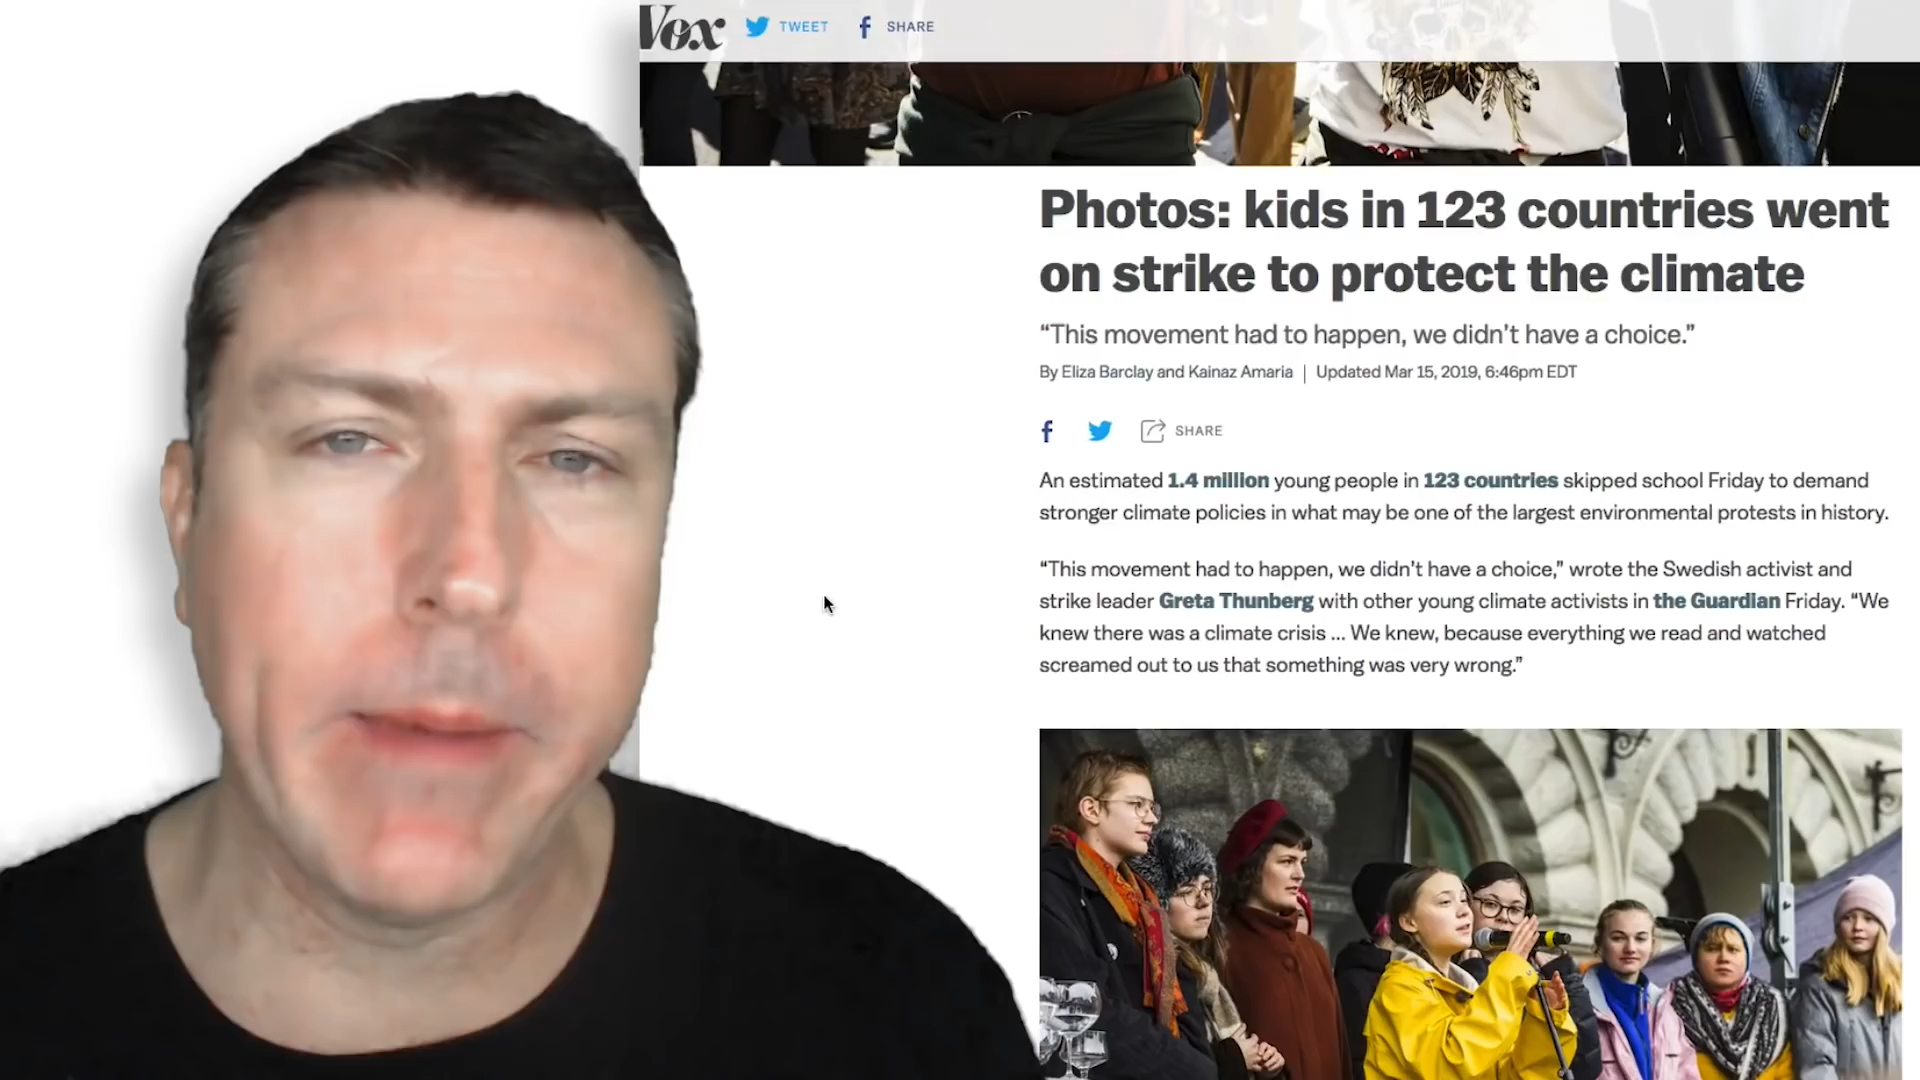 Vox TWEET SHARE
Photos: kids in 123 countries went
on strike to protect the climate
“This movement had to happen, we didn’t have a choice.”
By Eliza Barclay and Kainaz Amaria | Updated Mar 15, 2019, 6:46pm EDT
SHARE
An estimated 1.4 million young people in 123 countries skipped school Friday to demand
stronger climate policies in what may be one of the largest environmental protests in history.
“This movement had to happen, we didn’t have a choice,” wrote the Swedish activist and
strike leader Greta Thunberg with other young climate activists in the Guardian Friday. “We
knew there was a climate crisis ... We knew, because everything we read and watched
screamed out to us that something was very wrong.”